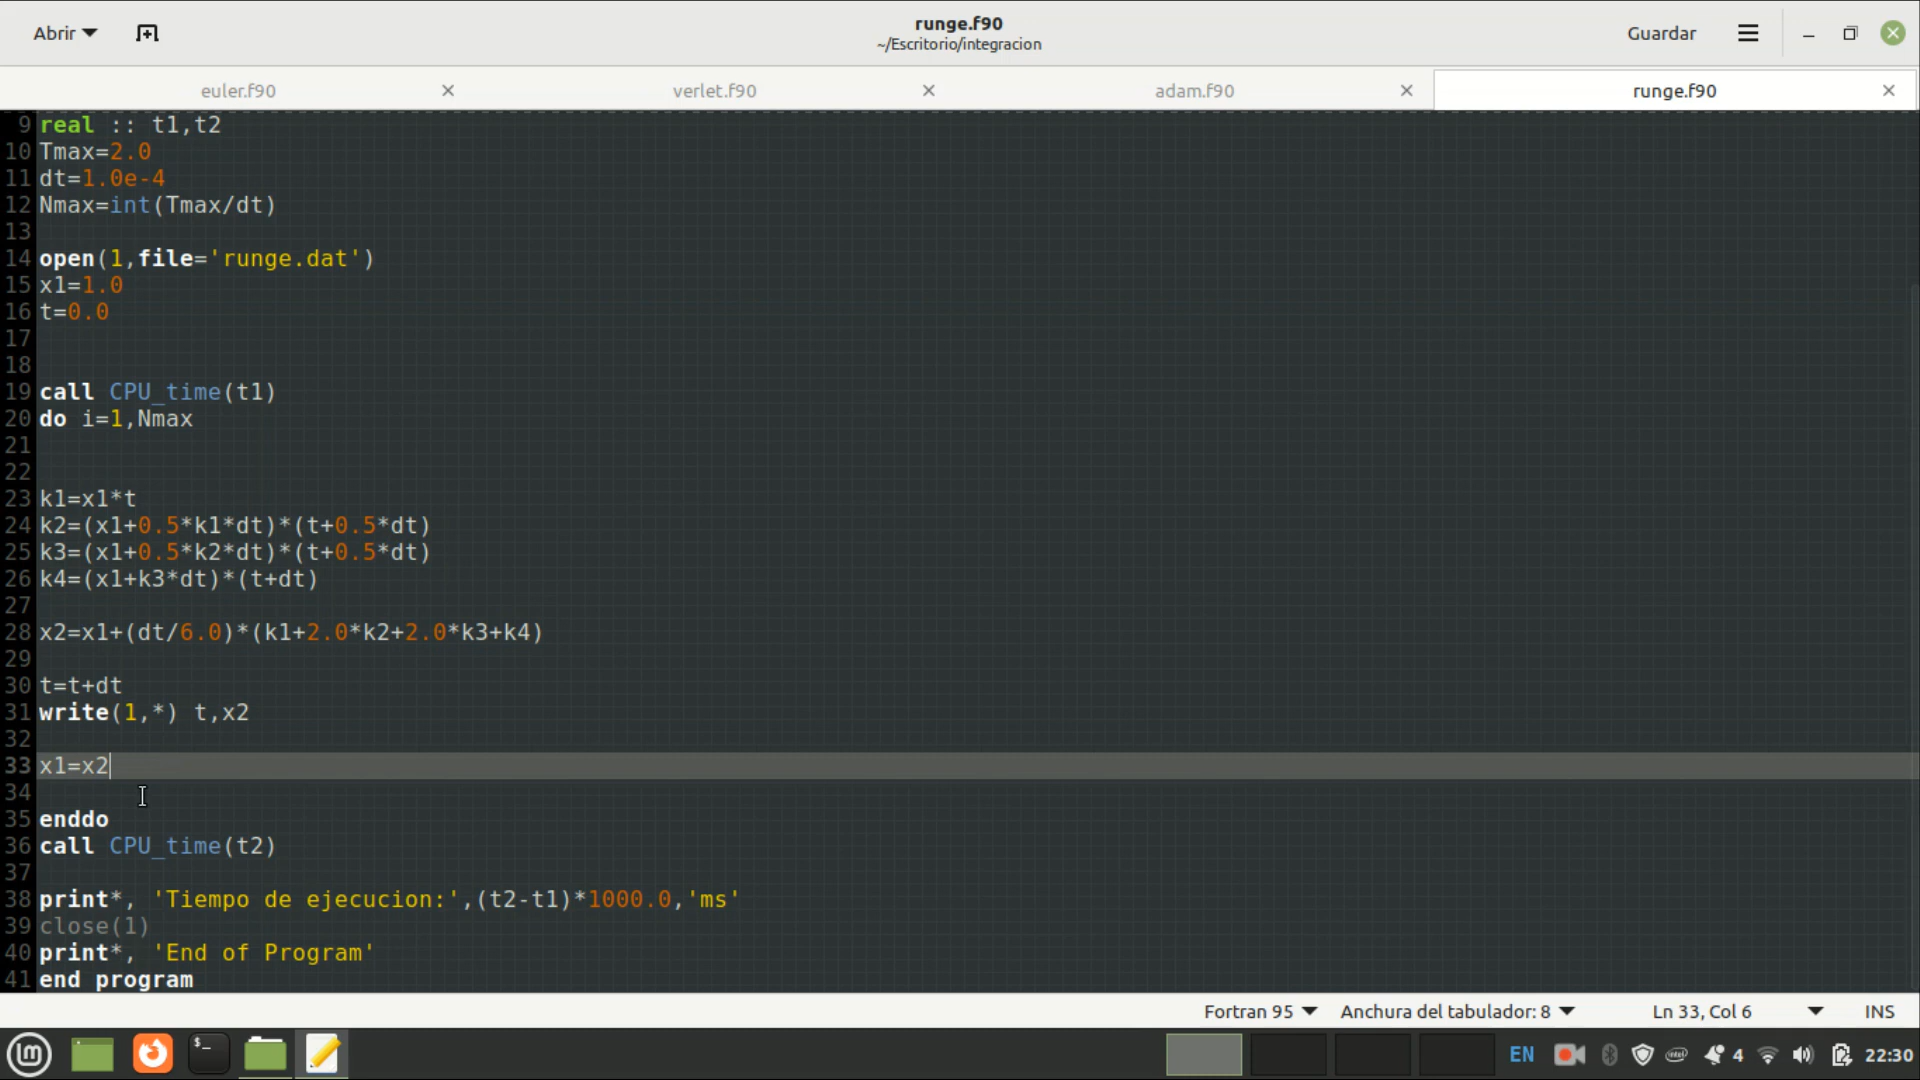 Abrir
runge.f90
~/Escritorio/integracion
Guardar
euler.f90
verlet.f90
adam.f90
runge.f90
9 real :: t1,t2
10 Tmax=2.0
11 dt=1.0e-4
12 Nmax=int(Tmax/dt)
13
14 open(1,file='runge.dat')
15 x1=1.0
16 t=0.0
17
18
19 call CPU_time(t1)
20 do i=1,Nmax
21
22
23 k1=x1*t
24 k2=(x1+0.5*k1*dt)*(t+0.5*dt)
25 k3=(x1+0.5*k2*dt)*(t+0.5*dt)
26 k4=(x1+k3*dt)*(t+dt)
27
28 x2=x1+(dt/6.0)*(k1+2.0*k2+2.0*k3+k4)
29
30 t=t+dt
31 write(1,*) t,x2
32
33 x1=x2
34
35 enddo
36 call CPU_time(t2)
37
38 print*, 'Tiempo de ejecucion:',(t2-t1)*1000.0,'ms'
39 close(1)
40 print*, 'End of Program'
41 end program
Fortran 95
Anchura del tabulador: 8
Ln 33, Col 6
INS
lm
$_
EN
intel
4
22:30